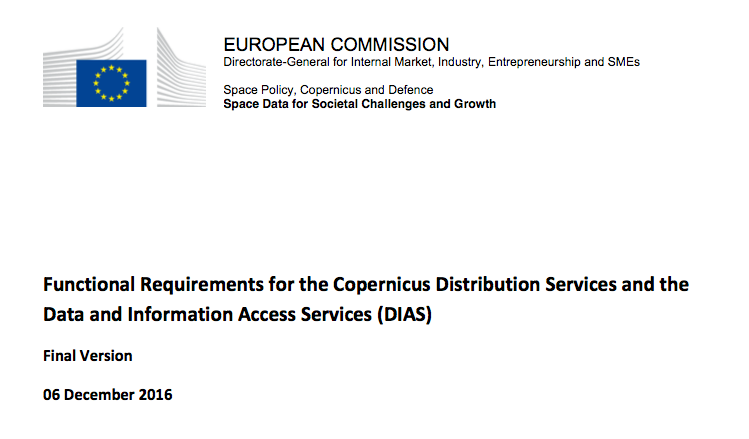 EUROPEAN COMMISSION
Directorate-General for Internal Market, Industry, Entrepreneurship and SMEs
Space Policy, Copernicus and Defence
Space Data for Societal Challenges and Growth
Functional Requirements for the Copernicus Distribution Services and the
Data and Information Access Services (DIAS)
Final Version
06 December 2016